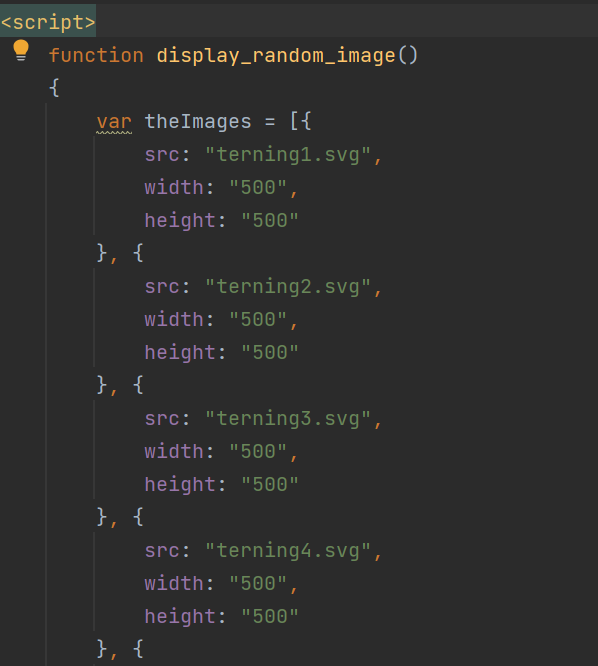 <script>
function display_random_image()
{
var theImages = [{
src: "terning1.svg",
width: "500",
height: "500"
}, {
src: "terning2.svg",
width: "500",
height: "500"
}, {
src: "terning3.svg",
width: "500",
height: "500"
}, {
src: "terning4.svg",
width: "500",
height: "500"
}, {